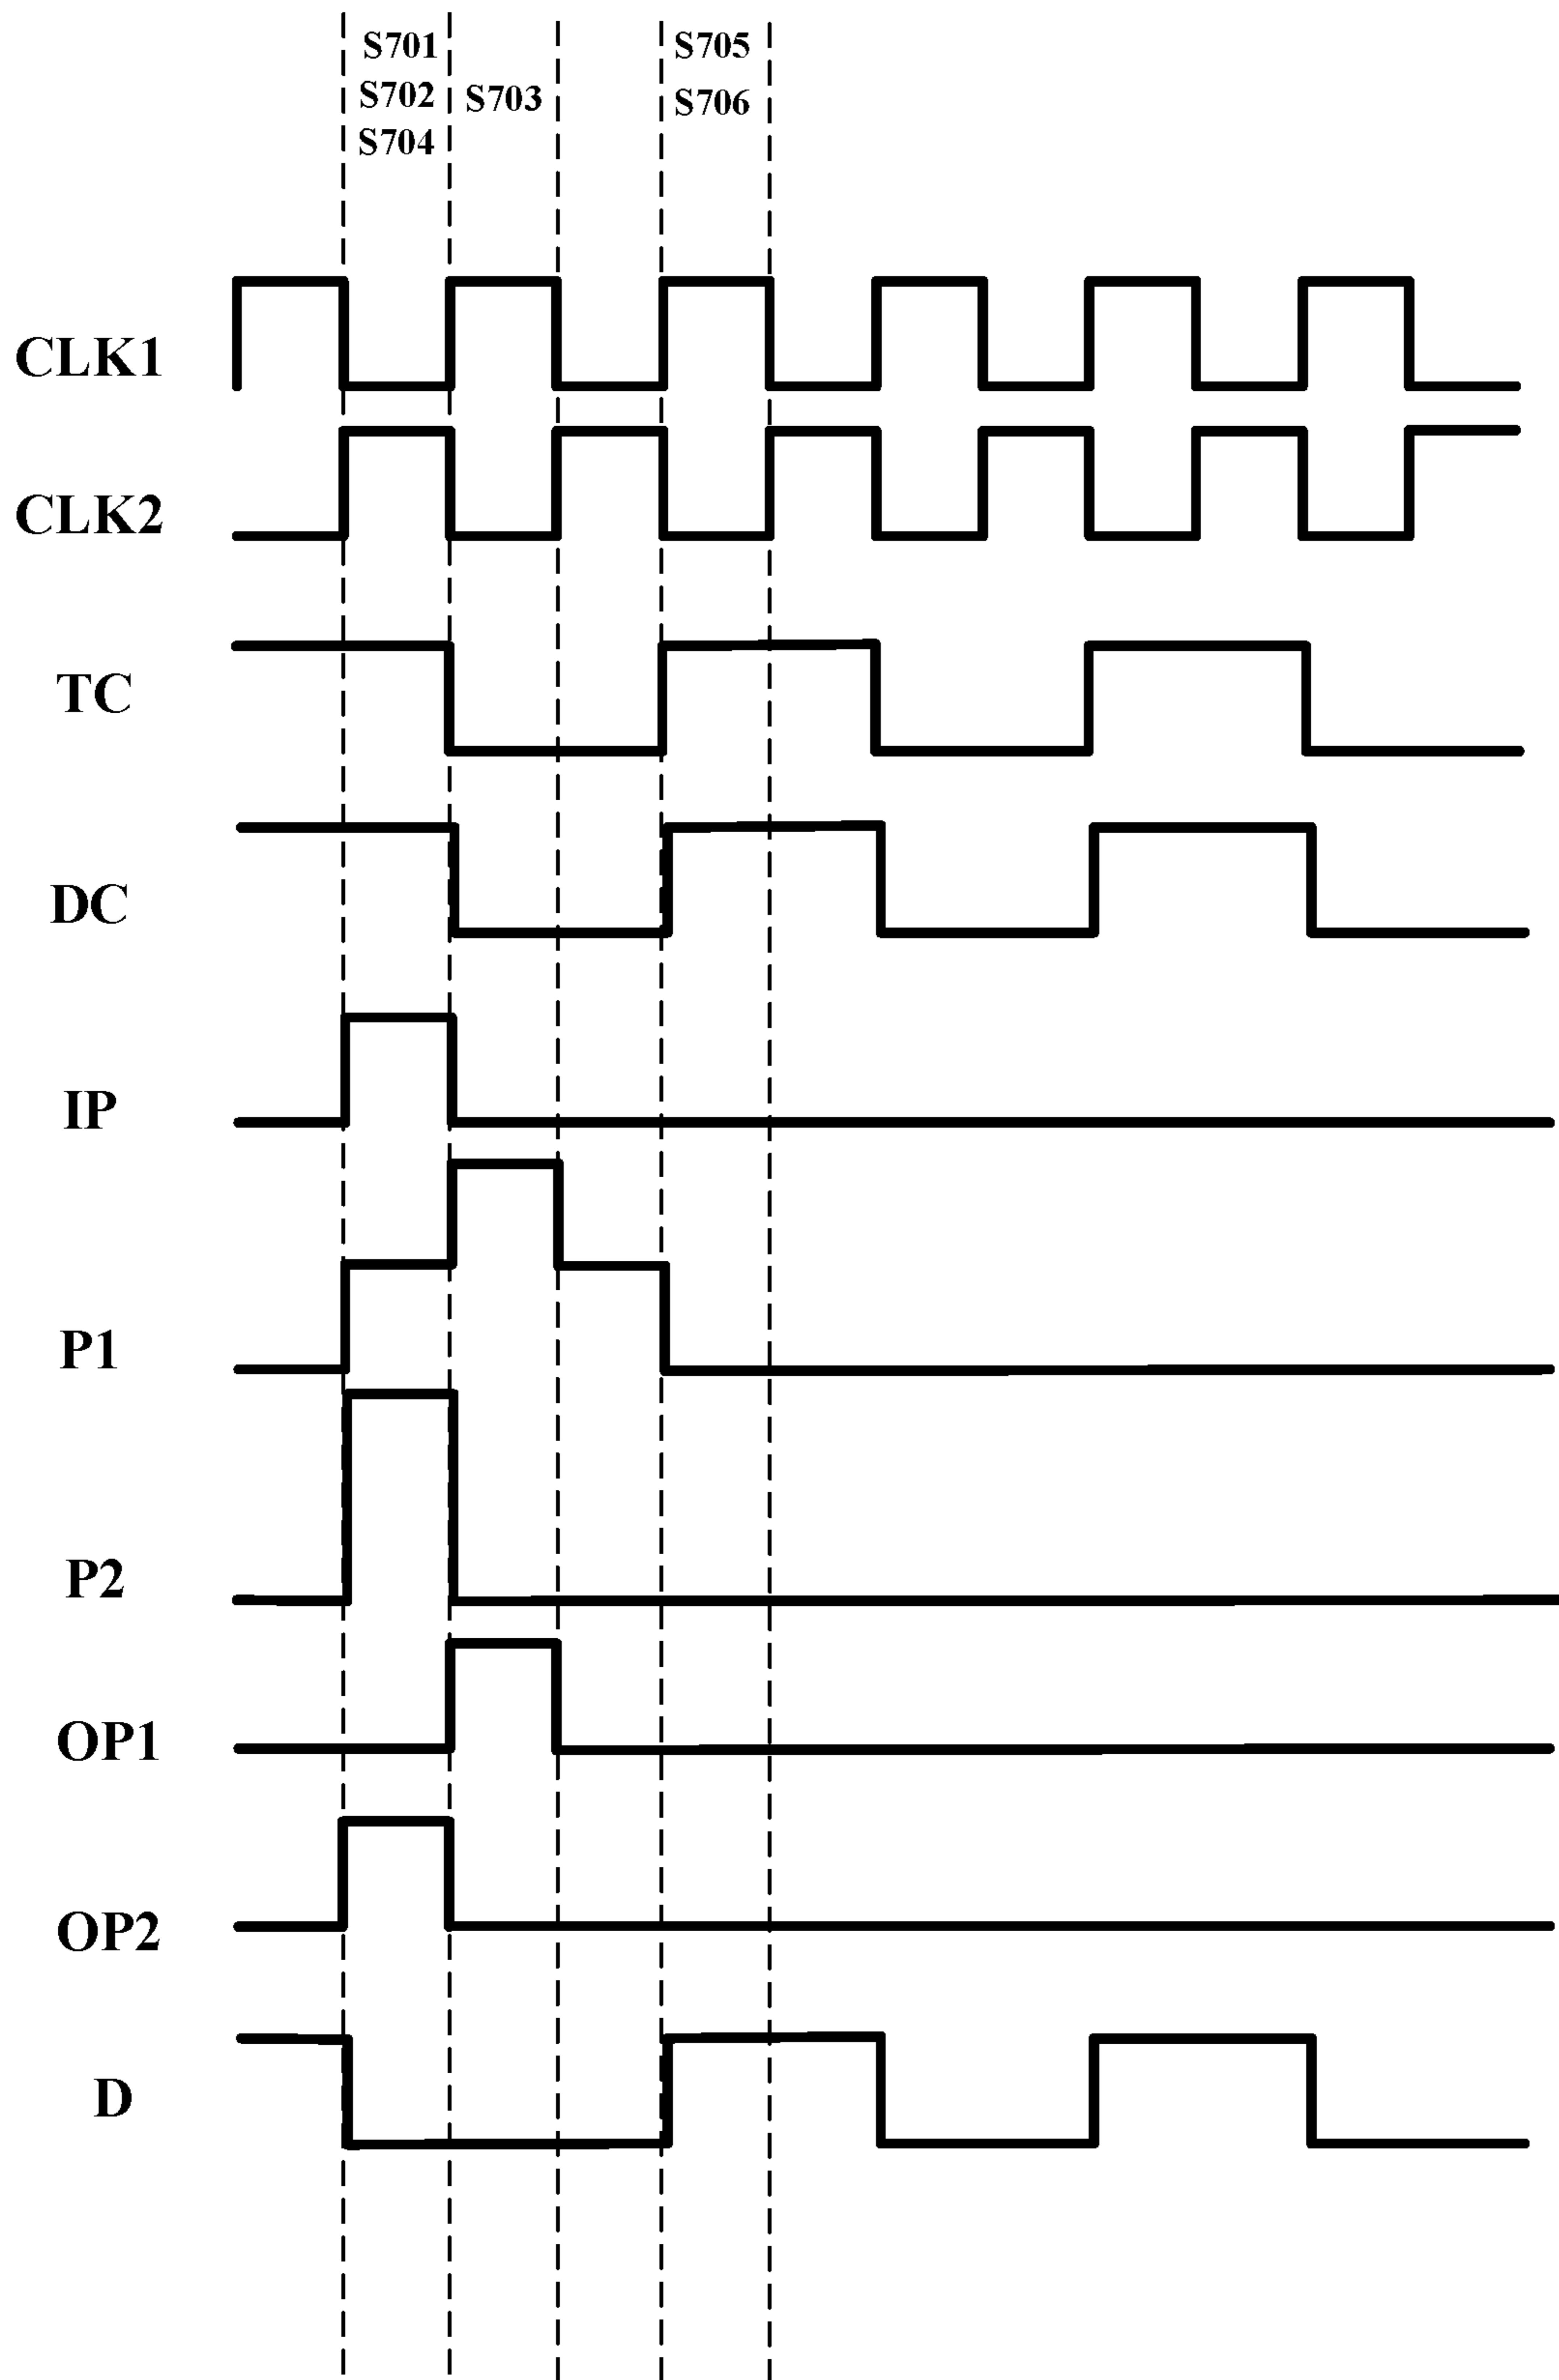 S701
S702
S704
S703
S705
S706
CLK1
CLK2
TC
DC
IP
P1
P2
OP1
OP2
D